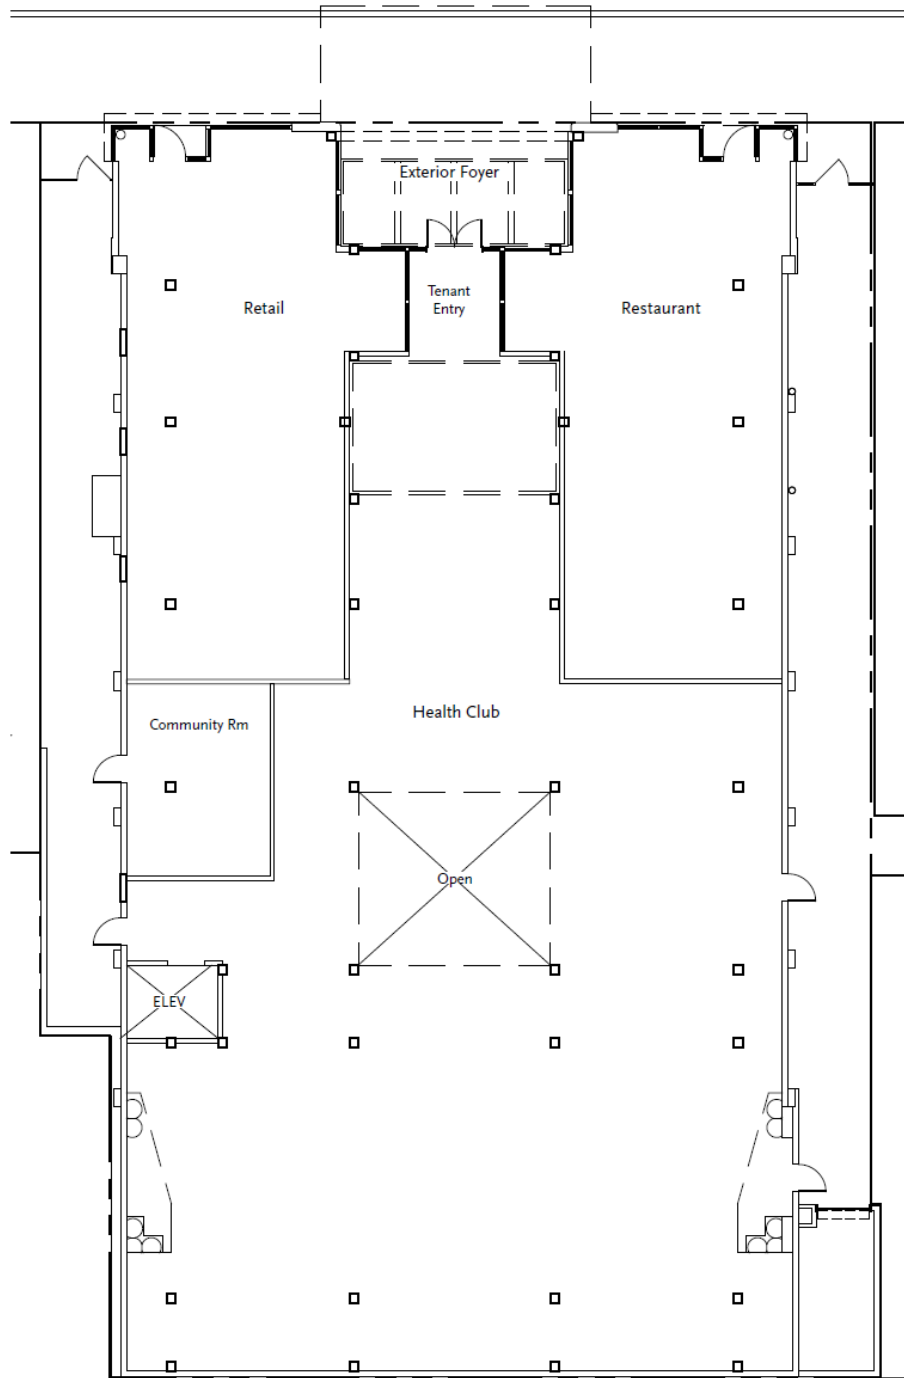 Exterior Foyer
Retail
Tenant
Entry
Restaurant
Health Club
Community Rm
Open
ELEV